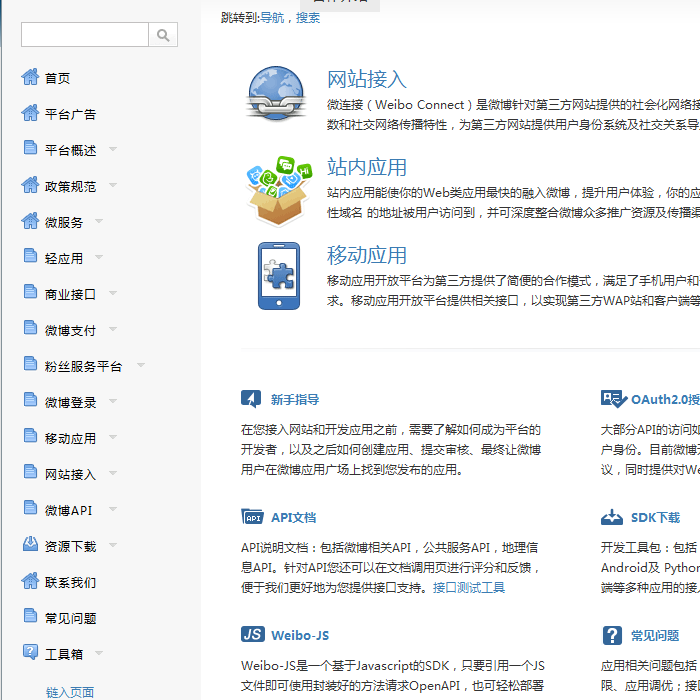 跳转到:导航，搜索
首页
平台广告
平台概述
政策规范
微服务
轻应用
商业接口
微博支付
粉丝服务平台
微博登录
移动应用
网站接入
微博API
资源下载
联系我们
常见问题
工具箱
链入页面
网站接入
微连接（Weibo Connect）是微博针对第三方网站提供的社会化网络接
数和社交网络传播特性，为第三方网站提供用户身份系统及社交关系导
站内应用
站内应用能使你的Web类应用最快的融入微博，提升用户体验，你的应
性域名 的地址被用户访问到，并可深度整合微博众多推广资源及传播渠
移动应用
移动应用开放平台为第三方提供了简便的合作模式，满足了手机用户和
求。移动应用开放平台提供相关接口，以实现第三方WAP站和客户端等
新手指导
在您接入网站和开发应用之前，需要了解如何成为平台的
开发者，以及之后如何创建应用、提交审核、最终让微博
用户在微博应用广场上找到您发布的应用。
OAuth2.0授
大部分API的访问如
户身份。目前微博开
议，同时提供对We
API
API文档
API说明文档：包括微博相关API，公共服务API，地理信
息API。针对API您还可以在文档调用页进行评分和反馈，
便于我们更好地为您提供接口支持。接口测试工具
SDK下载
开发工具包：包括
Android及 Python
端等多种应用的接入
JS Weibo-JS
Weibo-JS是一个基于Javascript的SDK，只要引用一个JS
文件即可使用封装好的方法请求OpenAPI，也可轻松部署
常见问题
应用相关问题包括
限、应用调优；接口